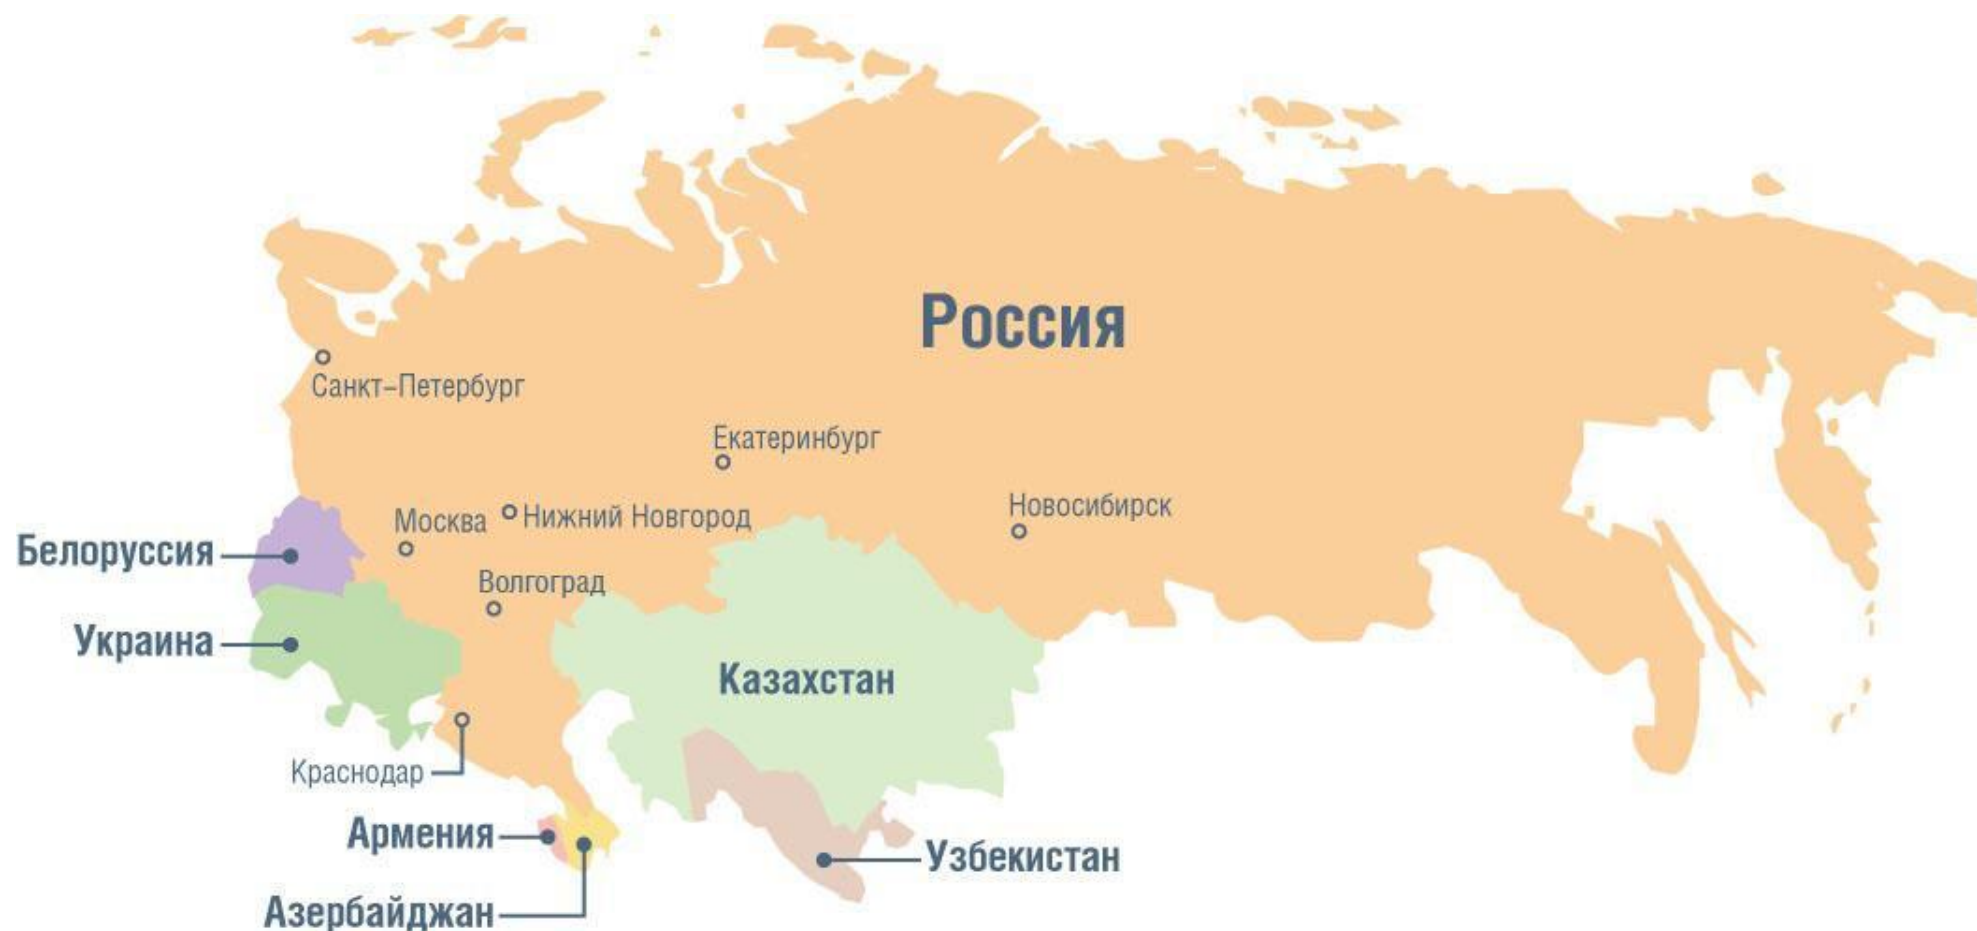 Россия
Санкт–Петербург
Екатеринбург
Новосибирск
Москва
Нижний Новгород
Белоруссия
Волгоград
Украина
Казахстан
Краснодар
Армения
Узбекистан
Азербайджан